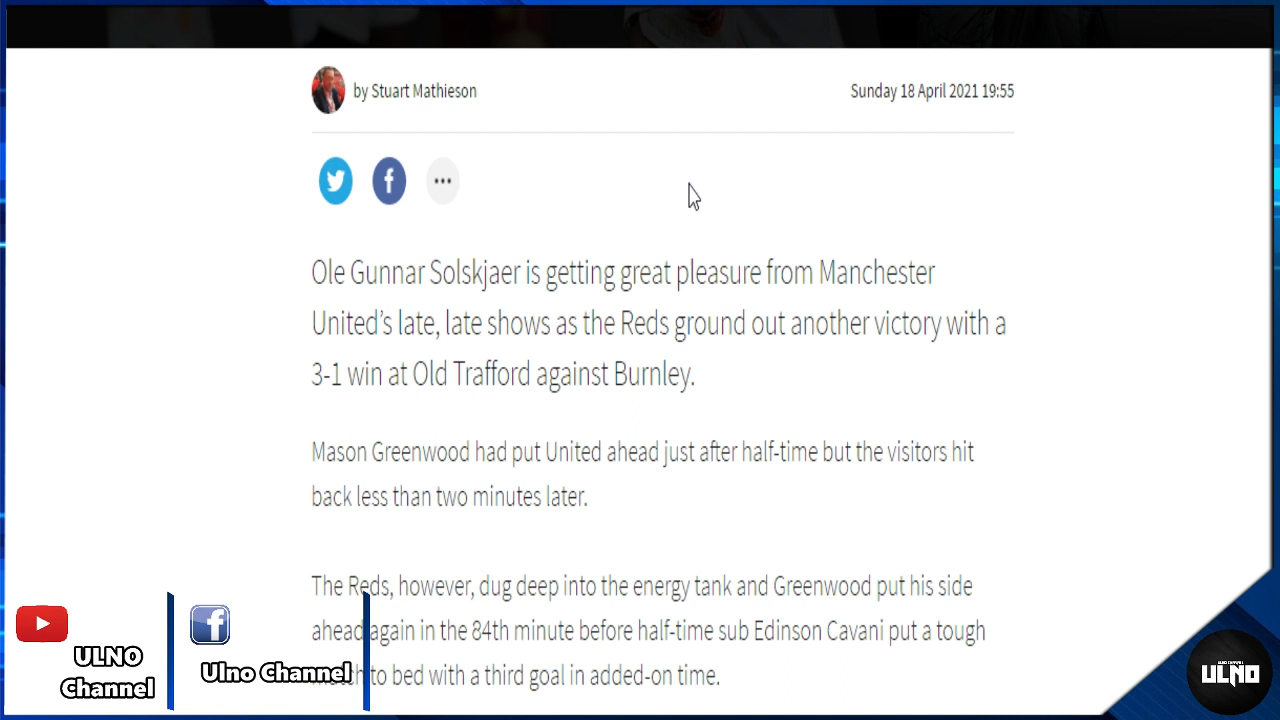 by Stuart Mathieson
Sunday 18 April 2021 19:55
Ole Gunnar Solskjaer is getting great pleasure from Manchester
United’s late, late shows as the Reds ground out another victory with a
3-1 win at Old Trafford against Burnley.
Mason Greenwood had put United ahead just after half-time but the visitors hit
back less than two minutes later.
The Reds, however, dug deep into the energy tank and Greenwood put his side
ahead again in the 84th minute before half-time sub Edinson Cavani put a tough
to bed with a third goal in added-on time.
ULNO
Channel
Ulno Channel
ULNO